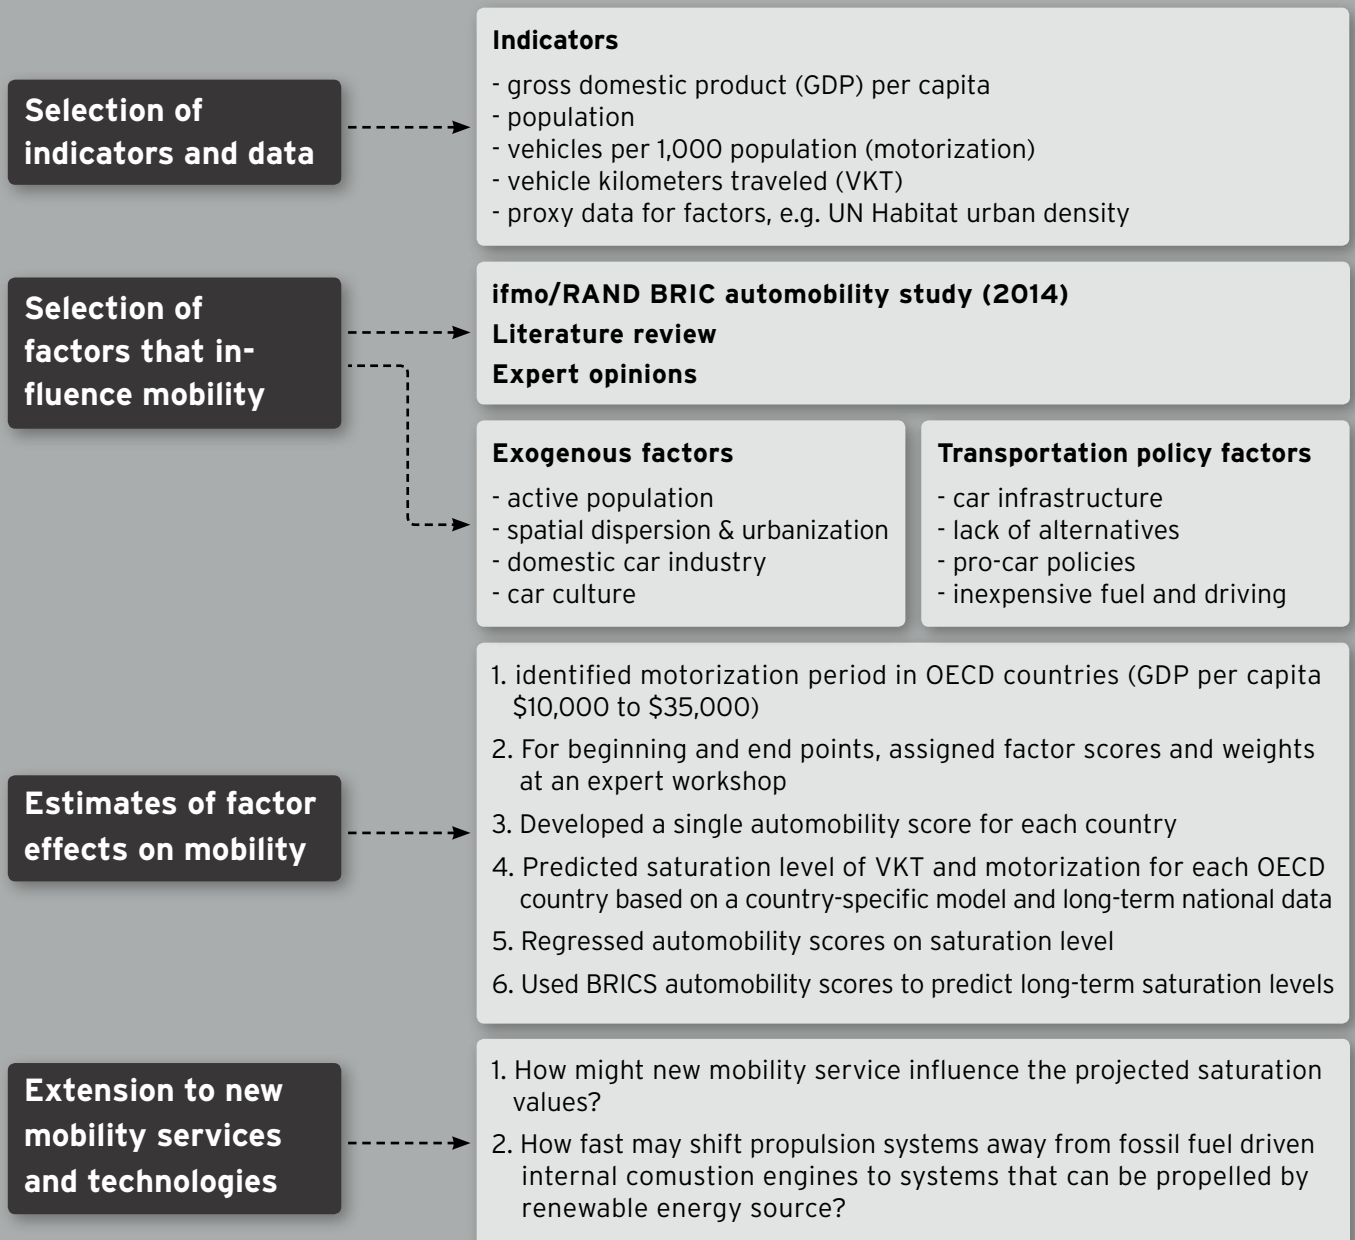 Selection of
indicators and data
Indicators
- gross domestic product (GDP) per capita
- population
- vehicles per 1,000 population (motorization)
- vehicle kilometers traveled (VKT)
- proxy data for factors, e.g. UN Habitat urban density
Selection of
factors that in-
fluence mobility
ifmo/RAND BRIC automobility study (2014)
Literature review
Expert opinions
Exogenous factors
- active population
- spatial dispersion & urbanization
- domestic car industry
- car culture
Transportation policy factors
- car infrastructure
- lack of alternatives
- pro-car policies
- inexpensive fuel and driving
Estimates of factor
effects on mobility
1. identified motorization period in OECD countries (GDP per capita
$10,000 to $35,000)
2. For beginning and end points, assigned factor scores and weights
at an expert workshop
3. Developed a single automobility score for each country
4. Predicted saturation level of VKT and motorization for each OECD
country based on a country-specific model and long-term national data
5. Regressed automobility scores on saturation level
6. Used BRICS automobility scores to predict long-term saturation levels
Extension to new
mobility services
and technologies
1. How might new mobility service influence the projected saturation
values?
2. How fast may shift propulsion systems away from fossil fuel driven
internal comustion engines to systems that can be propelled by
renewable energy source?